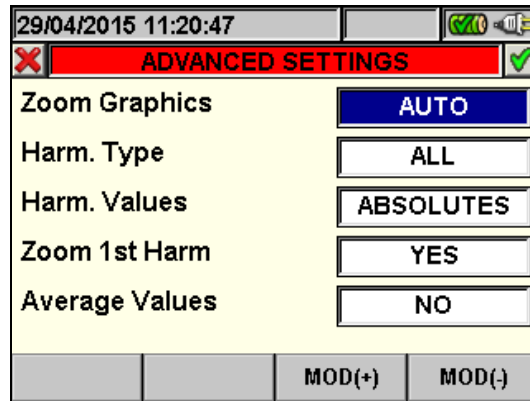 29/04/2015 11:20:47
ADVANCED SETTINGS
Zoom Graphics AUTO
Harm. Type ALL
Harm. Values ABSOLUTES
Zoom 1st Harm YES
Average Values NO
MOD(+) MOD(-)